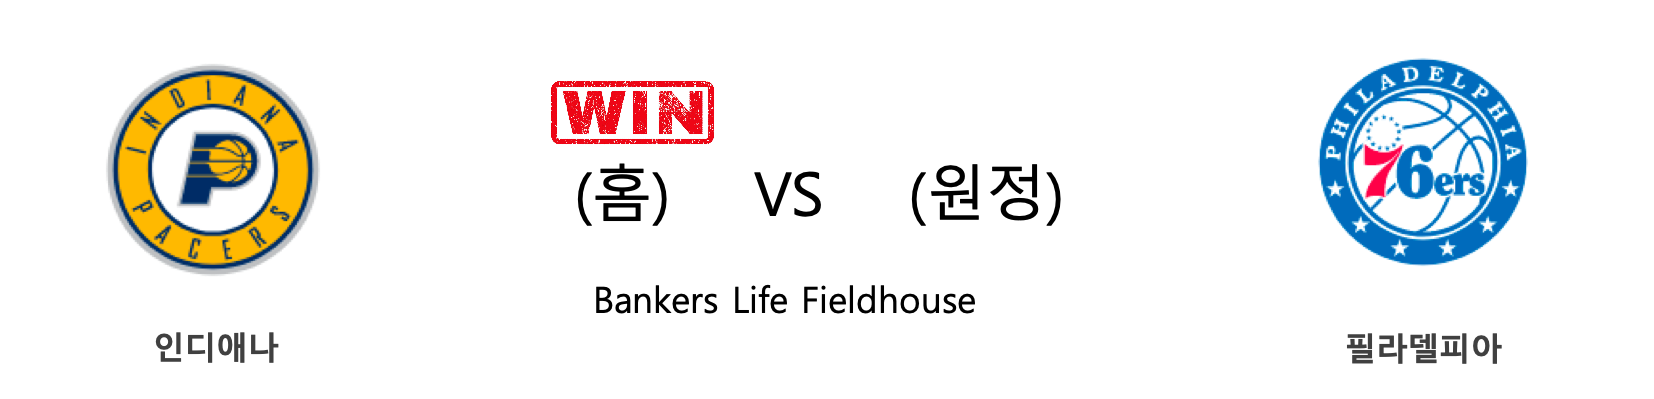 INDIANA
PACERS
P
인디애나
WIN
(홈) VS (원정)
Bankers Life Fieldhouse
PHILADELPHIA
76ers
필라델피아